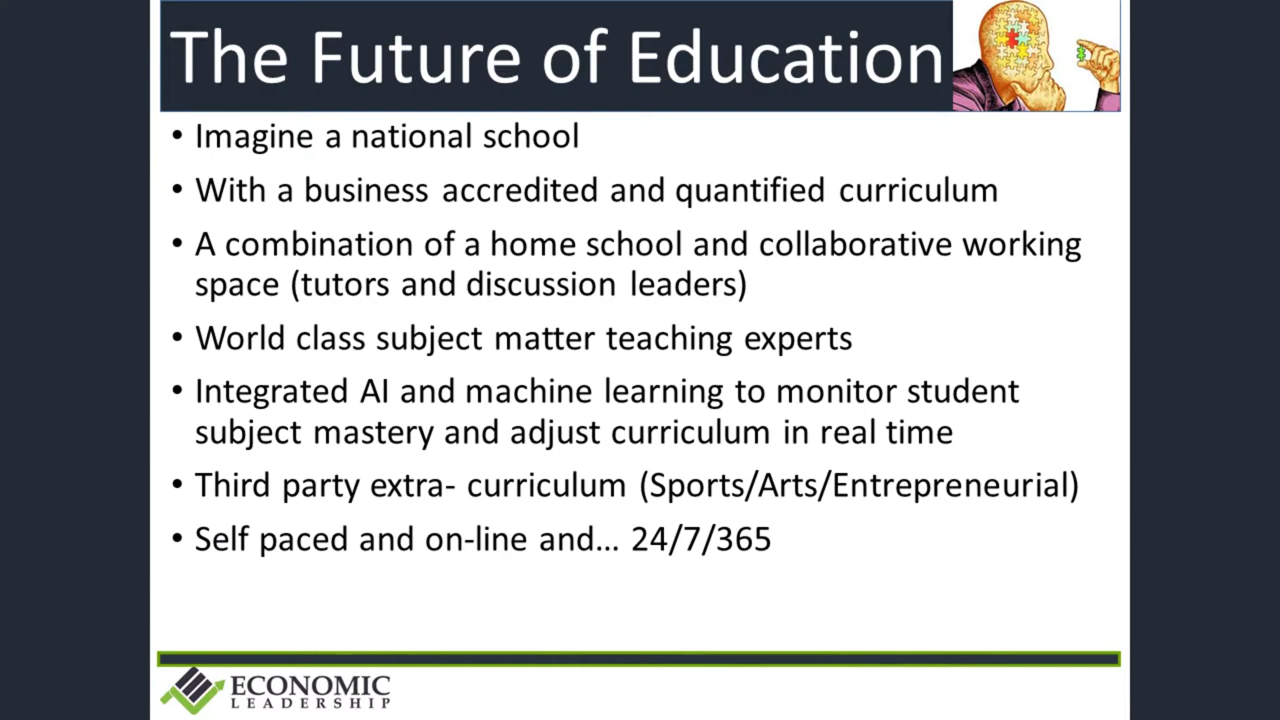 The Future of Education
• Imagine a national school
• With a business accredited and quantified curriculum
• A combination of a home school and collaborative working
space (tutors and discussion leaders)
• World class subject matter teaching experts
• Integrated AI and machine learning to monitor student
subject mastery and adjust curriculum in real time
• Third party extra- curriculum (Sports/Arts/Entrepreneurial)
• Self paced and on-line and... 24/7/365
ECONOMIC
LEADERSHIP